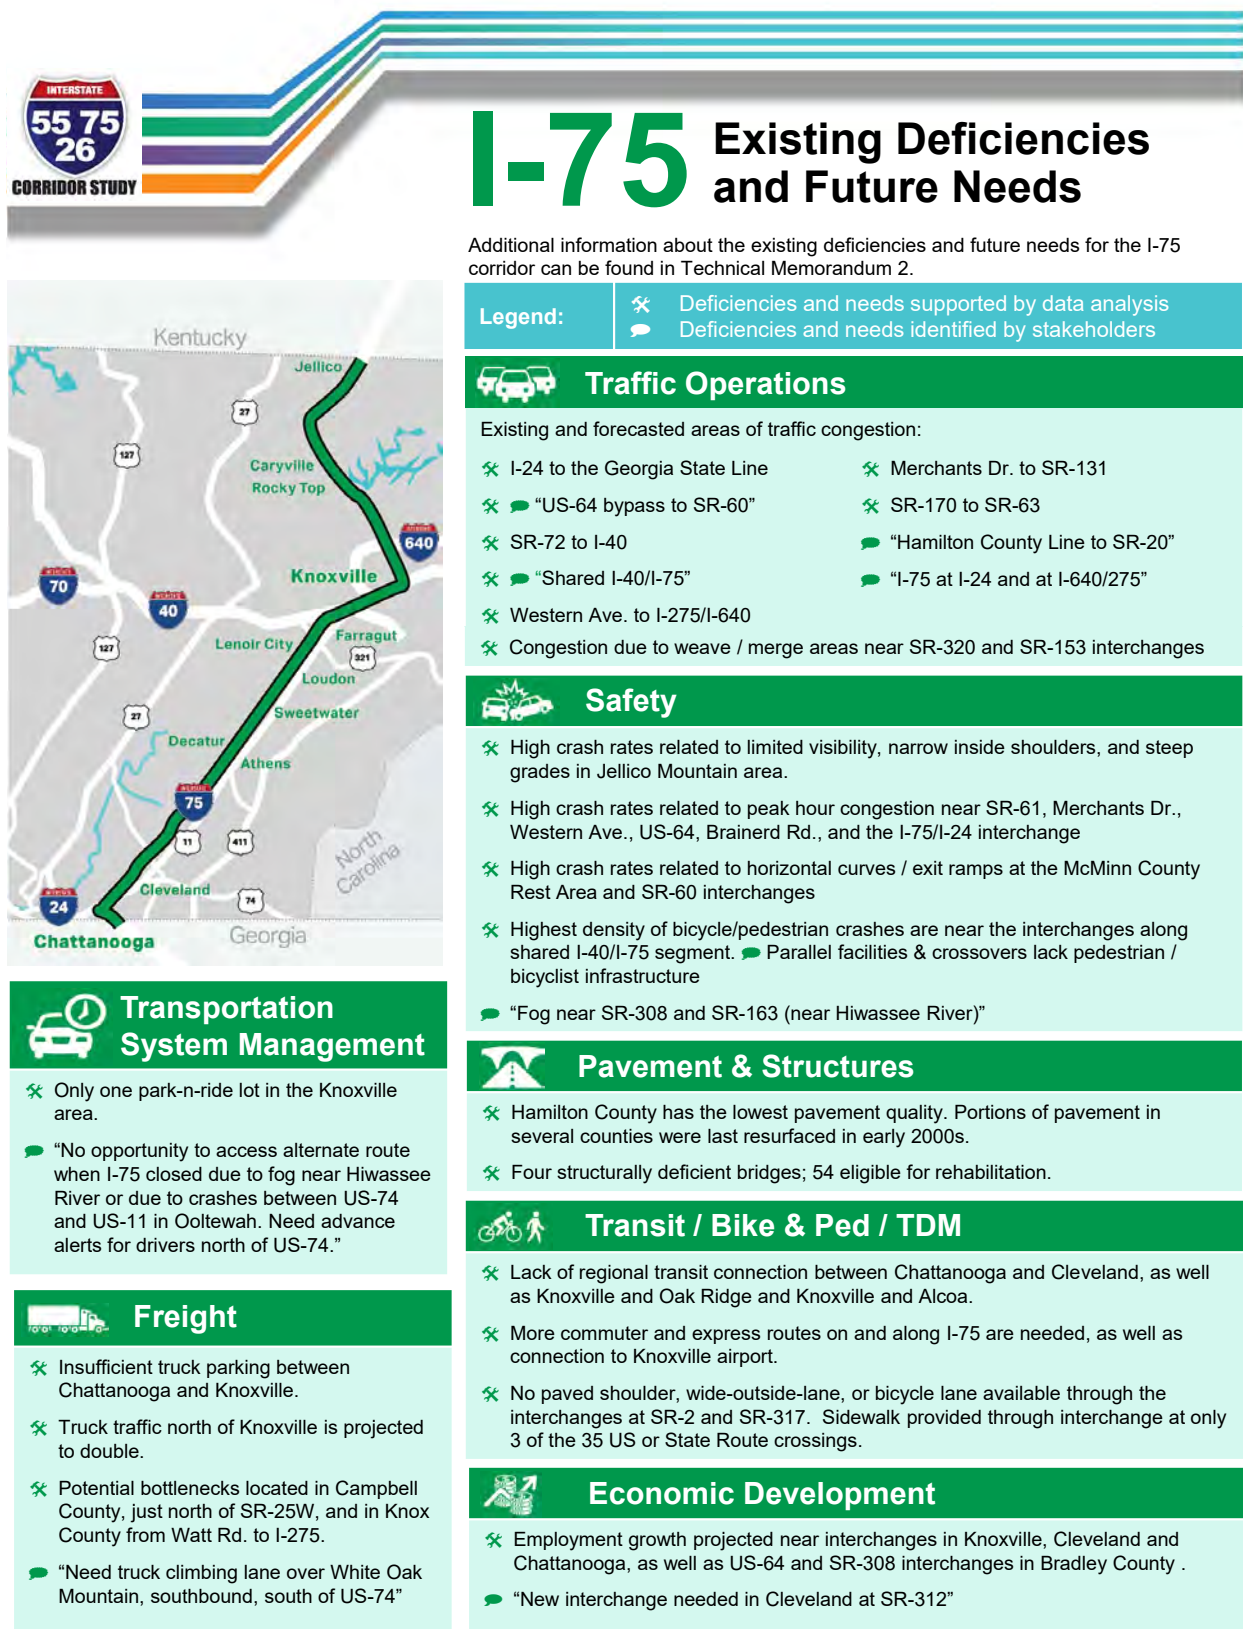 INTERSTATE
55 75
26
CORRIDOR STUDY
I-75
Existing Deficiencies
and Future Needs
Additional information about the existing deficiencies and future needs for the I-75
corridor can be found in Technical Memorandum 2.
Legend:
Deficiencies and needs supported by data analysis
Deficiencies and needs identified by stakeholders
Kentucky
Jellico
27
127
Caryville
Rocky Top
640
Knoxville
70
40
Lenoir City
Farragut
127
321
Loudon
27
Sweetwater
Decatur
Athens
75
11
411
North
Carolina
Cleveland
74
24
Chattanooga
Georgia
Traffic Operations
Existing and forecasted areas of traffic congestion:
I-24 to the Georgia State Line
“US-64 bypass to SR-60”
SR-72 to I-40
“Shared I-40/I-75”
Western Ave. to I-275/I-640
Merchants Dr. to SR-131
SR-170 to SR-63
“Hamilton County Line to SR-20”
“I-75 at I-24 and at I-640/275”
Congestion due to weave / merge areas near SR-320 and SR-153 interchanges
Safety
High crash rates related to limited visibility, narrow inside shoulders, and steep
grades in Jellico Mountain area.
High crash rates related to peak hour congestion near SR-61, Merchants Dr.,
Western Ave., US-64, Brainerd Rd., and the I-75/I-24 interchange
High crash rates related to horizontal curves / exit ramps at the McMinn County
Rest Area and SR-60 interchanges
Highest density of bicycle/pedestrian crashes are near the interchanges along
shared I-40/I-75 segment. Parallel facilities & crossovers lack pedestrian /
bicyclist infrastructure
“Fog near SR-308 and SR-163 (near Hiwassee River)”
Transportation
System Management
Only one park-n-ride lot in the Knoxville
area.
“No opportunity to access alternate route
when I-75 closed due to fog near Hiwassee
River or due to crashes between US-74
and US-11 in Ooltewah. Need advance
alerts for drivers north of US-74.”
Freight
Insufficient truck parking between
Chattanooga and Knoxville.
Truck traffic north of Knoxville is projected
to double.
Potential bottlenecks located in Campbell
County, just north of SR-25W, and in Knox
County from Watt Rd. to I-275.
“Need truck climbing lane over White Oak
Mountain, southbound, south of US-74”
Pavement & Structures
Hamilton County has the lowest pavement quality. Portions of pavement in
several counties were last resurfaced in early 2000s.
Four structurally deficient bridges; 54 eligible for rehabilitation.
Transit / Bike & Ped / TDM
Lack of regional transit connection between Chattanooga and Cleveland, as well
as Knoxville and Oak Ridge and Knoxville and Alcoa.
More commuter and express routes on and along I-75 are needed, as well as
connection to Knoxville airport.
No paved shoulder, wide-outside-lane, or bicycle lane available through the
interchanges at SR-2 and SR-317.  Sidewalk provided through interchange at only
3 of the 35 US or State Route crossings.
Economic Development
Employment growth projected near interchanges in Knoxville, Cleveland and
Chattanooga, as well as US-64 and SR-308 interchanges in Bradley County .
“New interchange needed in Cleveland at SR-312”